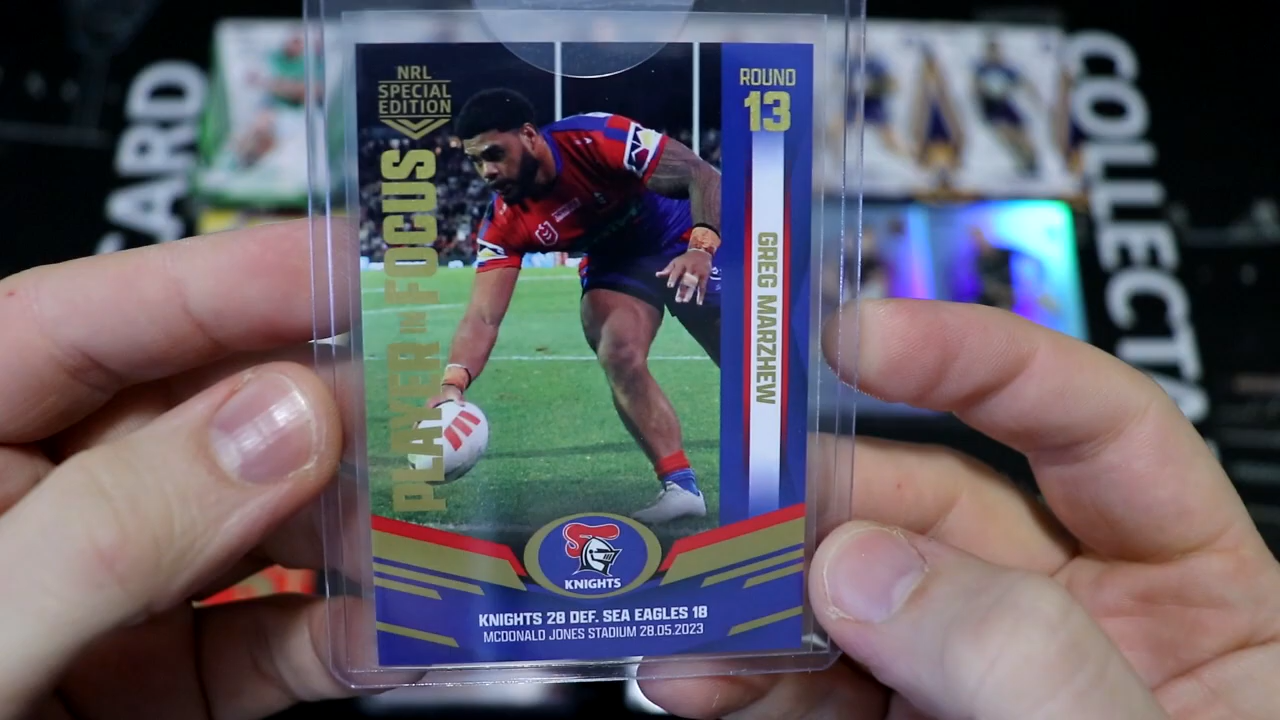 NRL
SPECIAL
EDITION
PLAYER IN FOCUS
ROUND
13
GREG MARZHEW
KNIGHTS
KNIGHTS 28 DEF. SEA EAGLES 18
MCDONALD JONES STADIUM 28.05.2023
CARD
COLLECTA